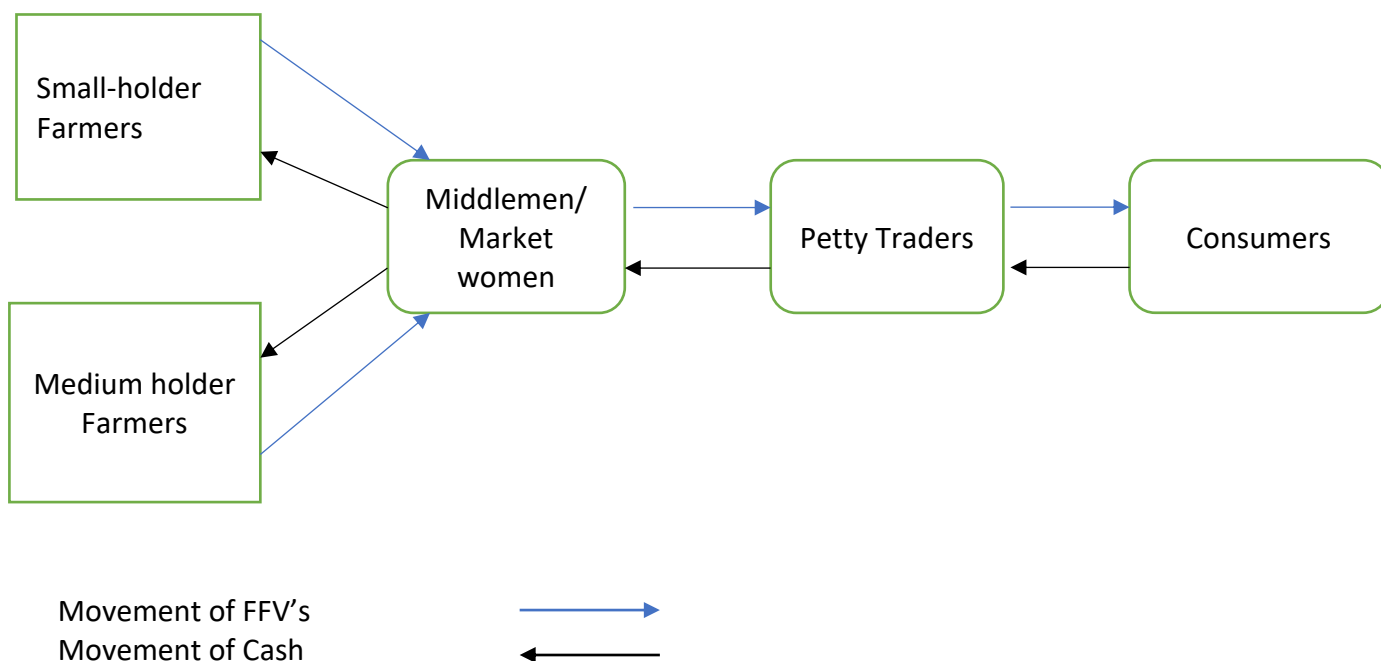 Small-holder
Farmers
Middlemen/
Market
women
Petty Traders
Consumers
Medium holder
Farmers
Movement of FFV’s
Movement of Cash